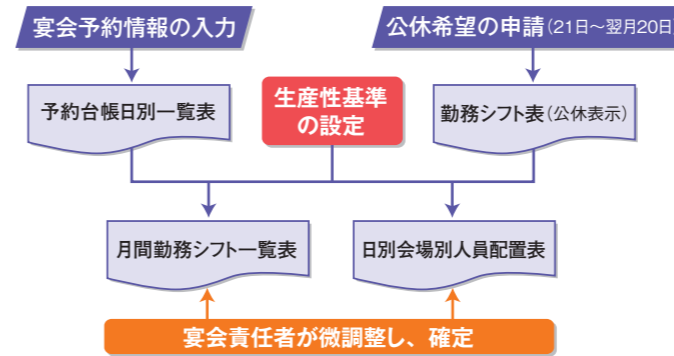 宴会予約情報の入力
公休希望の申請(21日～翌月20日)
予約台帳日別一覧表
生産性基準
の設定
勤務シフト表(公休表示)
月間勤務シフト一覧表
日別会場別人員配置表
宴会責任者が微調整し、確定